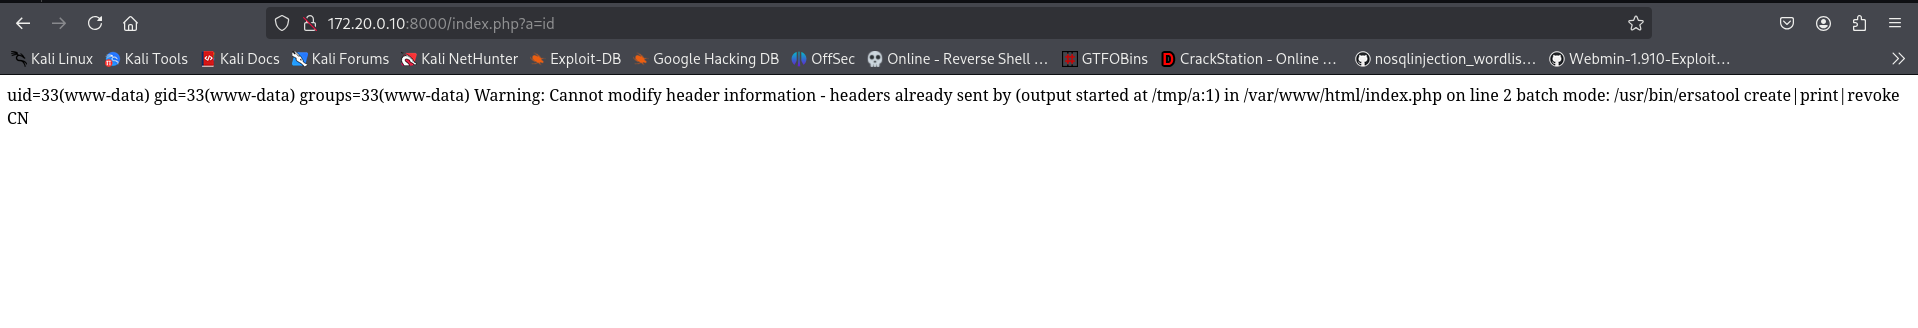 172.20.0.10:8000/index.php?a=id
Kali Linux Kali Tools Kali Docs Kali Forums Kali NetHunter Exploit-DB Google Hacking DB OffSec Online - Reverse Shell … GTFOBins CrackStation - Online … nosqlinjection_wordlis… Webmin-1.910-Exploit…
uid=33(www-data) gid=33(www-data) groups=33(www-data) Warning: Cannot modify header information - headers already sent by (output started at /tmp/a:1) in /var/www/html/index.php on line 2 batch mode: /usr/bin/ersatool create|print|revoke
CN